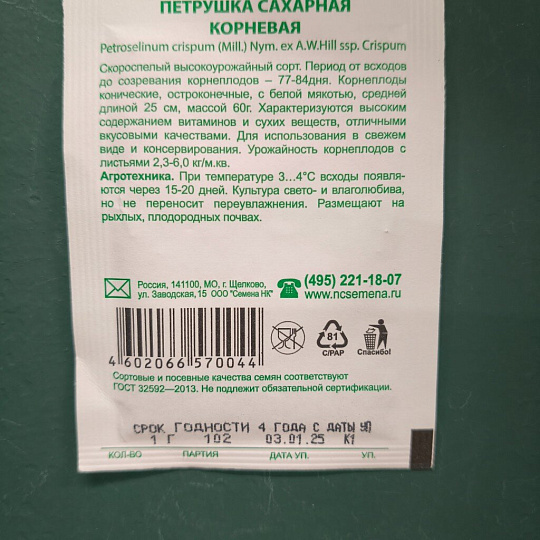 ПЕТРУШКА САХАРНАЯ
КОРНЕВАЯ
Petroselinum crispum (Mill.) Nym. ex A.W.Hill ssp. Crispum
Скороспелый высокоурожайный сорт. Период от всходов
до созревания корнеплодов – 77-84дня. Корнеплоды
конические, остроконечные, с белой мякотью, средней
длиной 25 см, массой 60г. Характеризуются высоким
содержанием витаминов и сухих веществ, отличными
вкусовыми качествами. Для использования в свежем
виде и консервирования. Урожайность корнеплодов с
листьями 2,3-6,0 кг/м.кв.
Агротехника. При температуре 3...4°С всходы появля-
ются через 15-20 дней. Культура свето- и влаголюбива,
но не переносит переувлажнения. Размещают на
рыхлых, плодородных почвах.
Россия, 141100, МО, г. Щелково,
ул. Заводская, 15 ООО "Семена НК"
(495) 221-18-07
www.ncsemena.ru
4 602066 570044
81
C/PAP
Спасибо!
Сортовые и посевные качества семян соответствуют
ГОСТ 32592—2013. Не подлежит обязательной сертификации.
СРОК ГОДНОСТИ 4 ГОДА С ДАТЫ УП
1 Г 102 03.01.25 К1
КОЛ-ВО ПАРТИЯ ДАТА УП. УП.